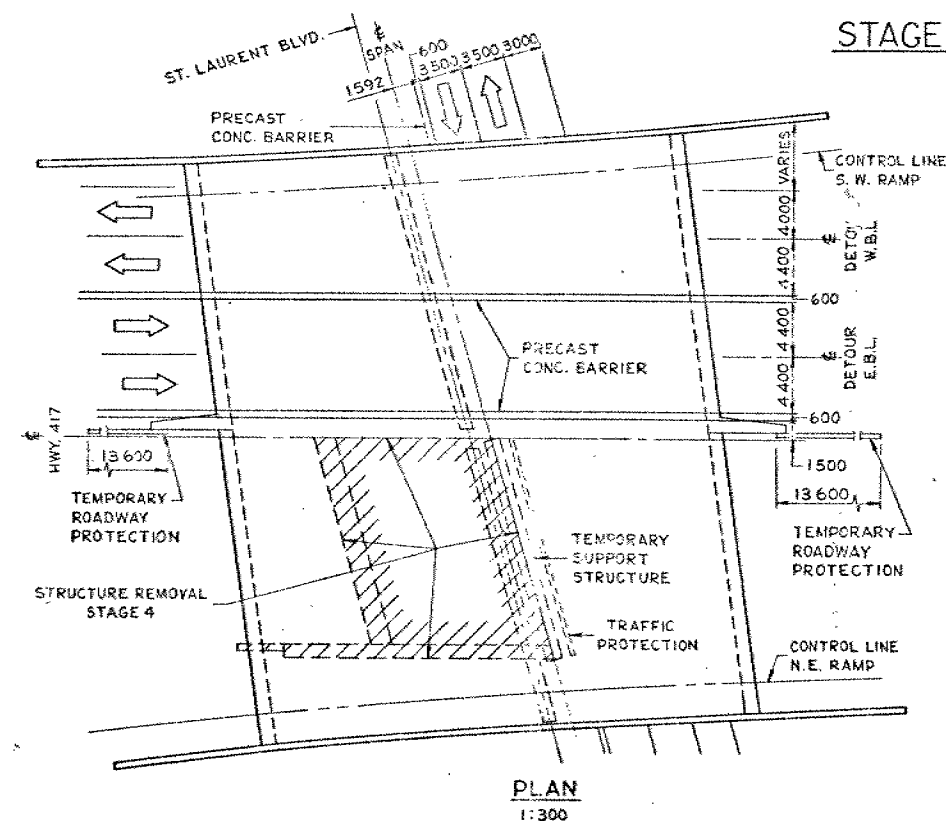 STAGE
ST. LAURENT BLVD.
℄
SPAN
1592
600
3500
3500
3000
PRECAST
CONC. BARRIER
CONTROL LINE
S. W. RAMP
VARIES
4000
4400
600
4400
4400
600
℄ DETOUR
W.B.L.
℄ DETOUR
E.B.L.
PRECAST
CONC. BARRIER
℄
HWY. 417
13 600
TEMPORARY
ROADWAY
PROTECTION
1500
13 600
TEMPORARY
ROADWAY
PROTECTION
TEMPORARY
SUPPORT
STRUCTURE
STRUCTURE REMOVAL
STAGE 4
TRAFFIC
PROTECTION
CONTROL LINE
N.E. RAMP
PLAN
1:300